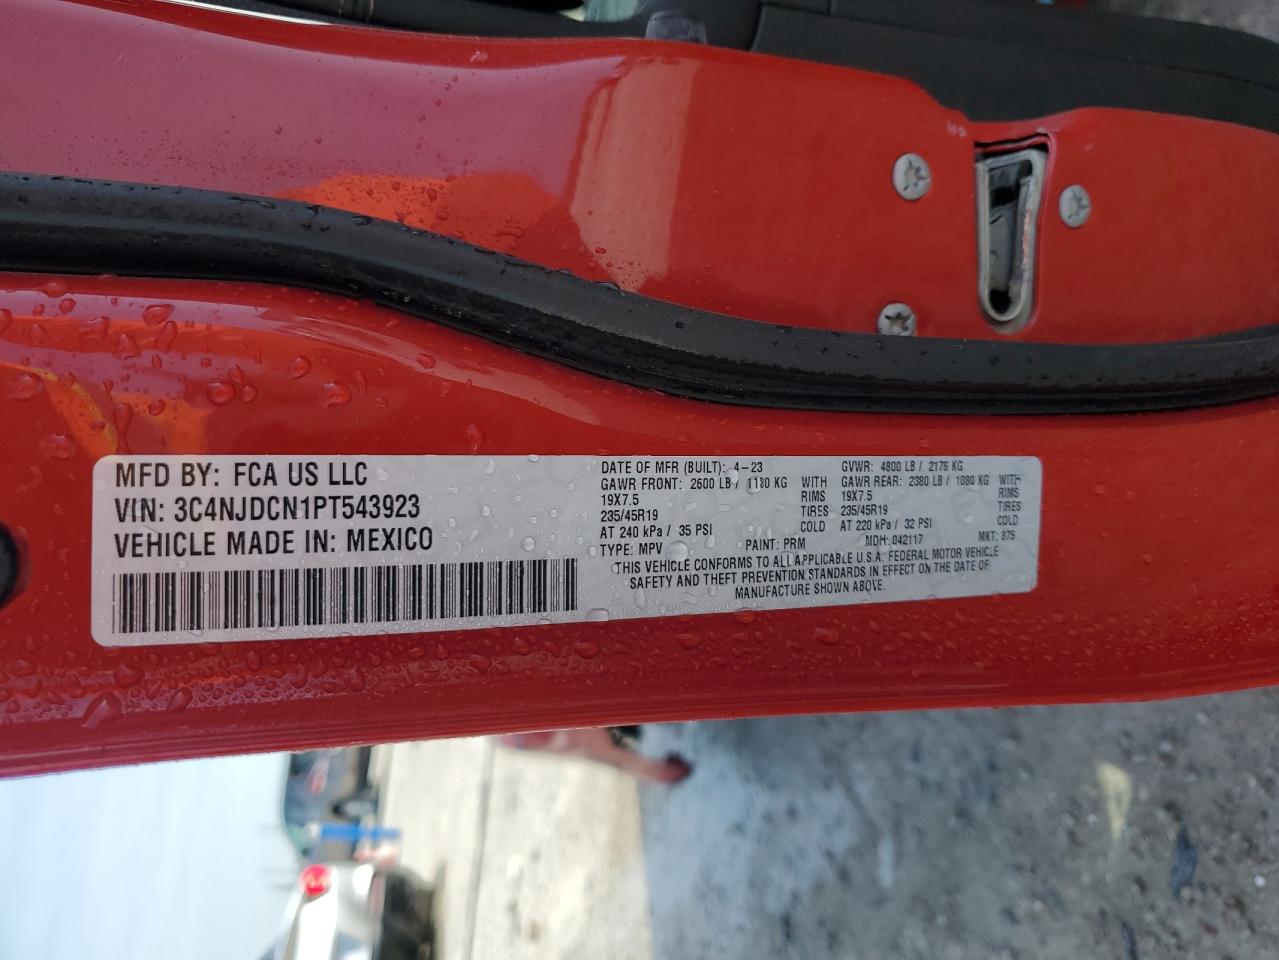 MFD BY: FCA US LLC
VIN: 3C4NJDCN1PT543923
VEHICLE MADE IN: MEXICO
DATE OF MFR (BUILT): 4-23 GVWR: 4800 LB / 2178 KG
GAWR FRONT: 2600 LB / 1180 KG WITH GAWR REAR: 2380 LB / 1080 KG WITH
19X7.5 RIMS 19X7.5 RIMS
235/45R19 TIRES 235/45R19 TIRES
AT 240 kPa / 35 PSI COLD AT 220 kPa / 32 PSI COLD
TYPE: MPV PAINT: PRM MDH: 042117 MKT: 875
THIS VEHICLE CONFORMS TO ALL APPLICABLE U.S.A. FEDERAL MOTOR VEHICLE
SAFETY AND THEFT PREVENTION STANDARDS IN EFFECT ON THE DATE OF
MANUFACTURE SHOWN ABOVE.